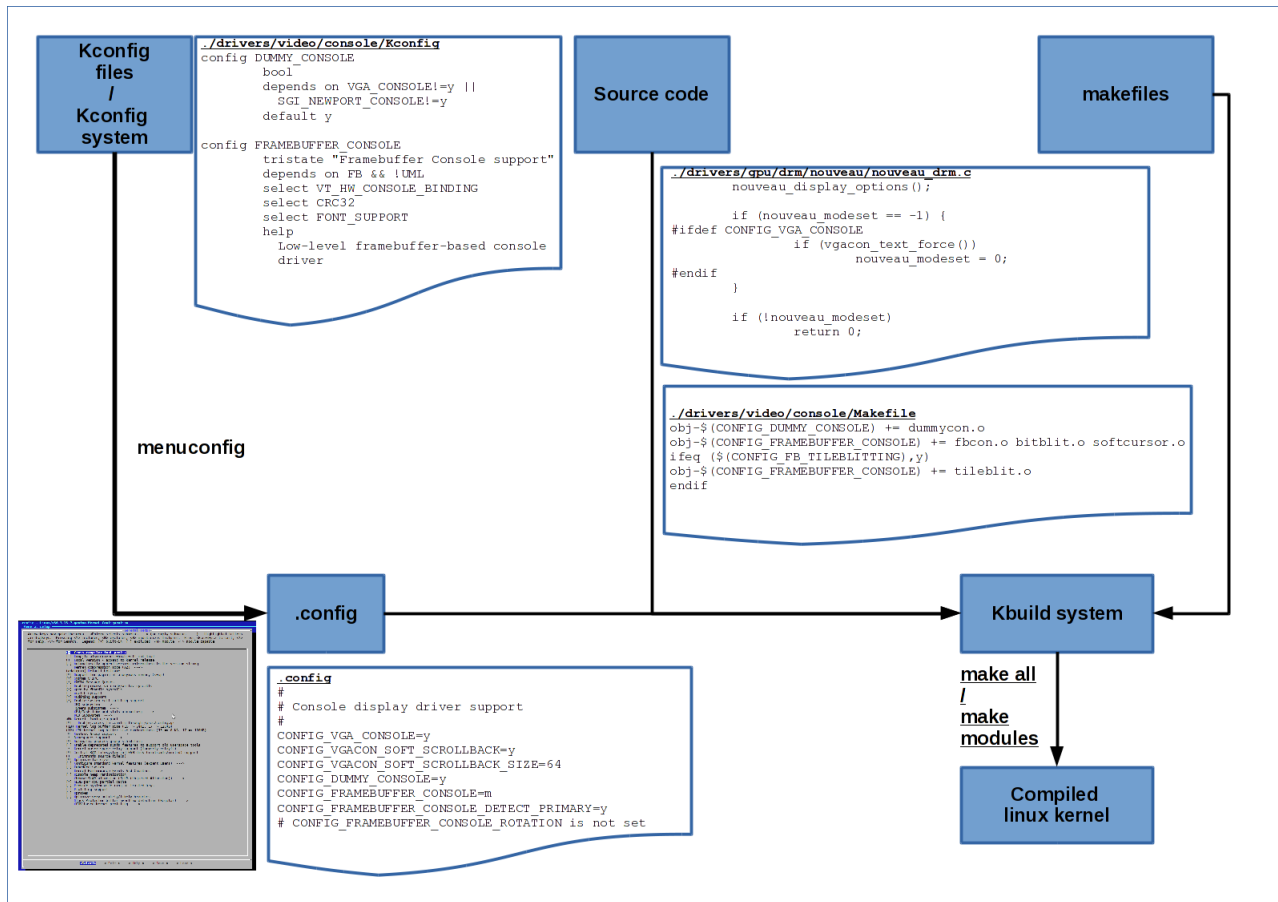 Kconfig
files
/
Kconfig
system
./drivers/video/console/Kconfig
config DUMMY_CONSOLE
bool
depends on VGA_CONSOLE!=y ||
SGI_NEWPORT_CONSOLE!=y
default y
config FRAMEBUFFER_CONSOLE
tristate "Framebuffer Console support"
depends on FB && !UML
select VT_HW_CONSOLE_BINDING
select CRC32
select FONT_SUPPORT
help
Low-level framebuffer-based console
driver
Source code
makefiles
./drivers/gpu/drm/nouveau/nouveau_drm.c
nouveau_display_options();
if (nouveau_modeset == -1) {
#ifdef CONFIG_VGA_CONSOLE
if (vgacon_text_force())
nouveau_modeset = 0;
#endif
}
if (!nouveau_modeset)
return 0;
./drivers/video/console/Makefile
obj-$(CONFIG_DUMMY_CONSOLE) += dummycon.o
obj-$(CONFIG_FRAMEBUFFER_CONSOLE) += fbcon.o bitblit.o softcursor.o
ifeq ($(CONFIG_FB_TILEBLITTING),y)
obj-$(CONFIG_FRAMEBUFFER_CONSOLE) += tileblit.o
endif
menuconfig
.config
Kbuild system
.config
#
# Console display driver support
#
CONFIG_VGA_CONSOLE=y
CONFIG_VGACON_SOFT_SCROLLBACK=y
CONFIG_VGACON_SOFT_SCROLLBACK_SIZE=64
CONFIG_DUMMY_CONSOLE=y
CONFIG_FRAMEBUFFER_CONSOLE=m
CONFIG_FRAMEBUFFER_CONSOLE_DETECT_PRIMARY=y
# CONFIG_FRAMEBUFFER_CONSOLE_ROTATION is not set
make all
/
make
modules
Compiled
linux kernel